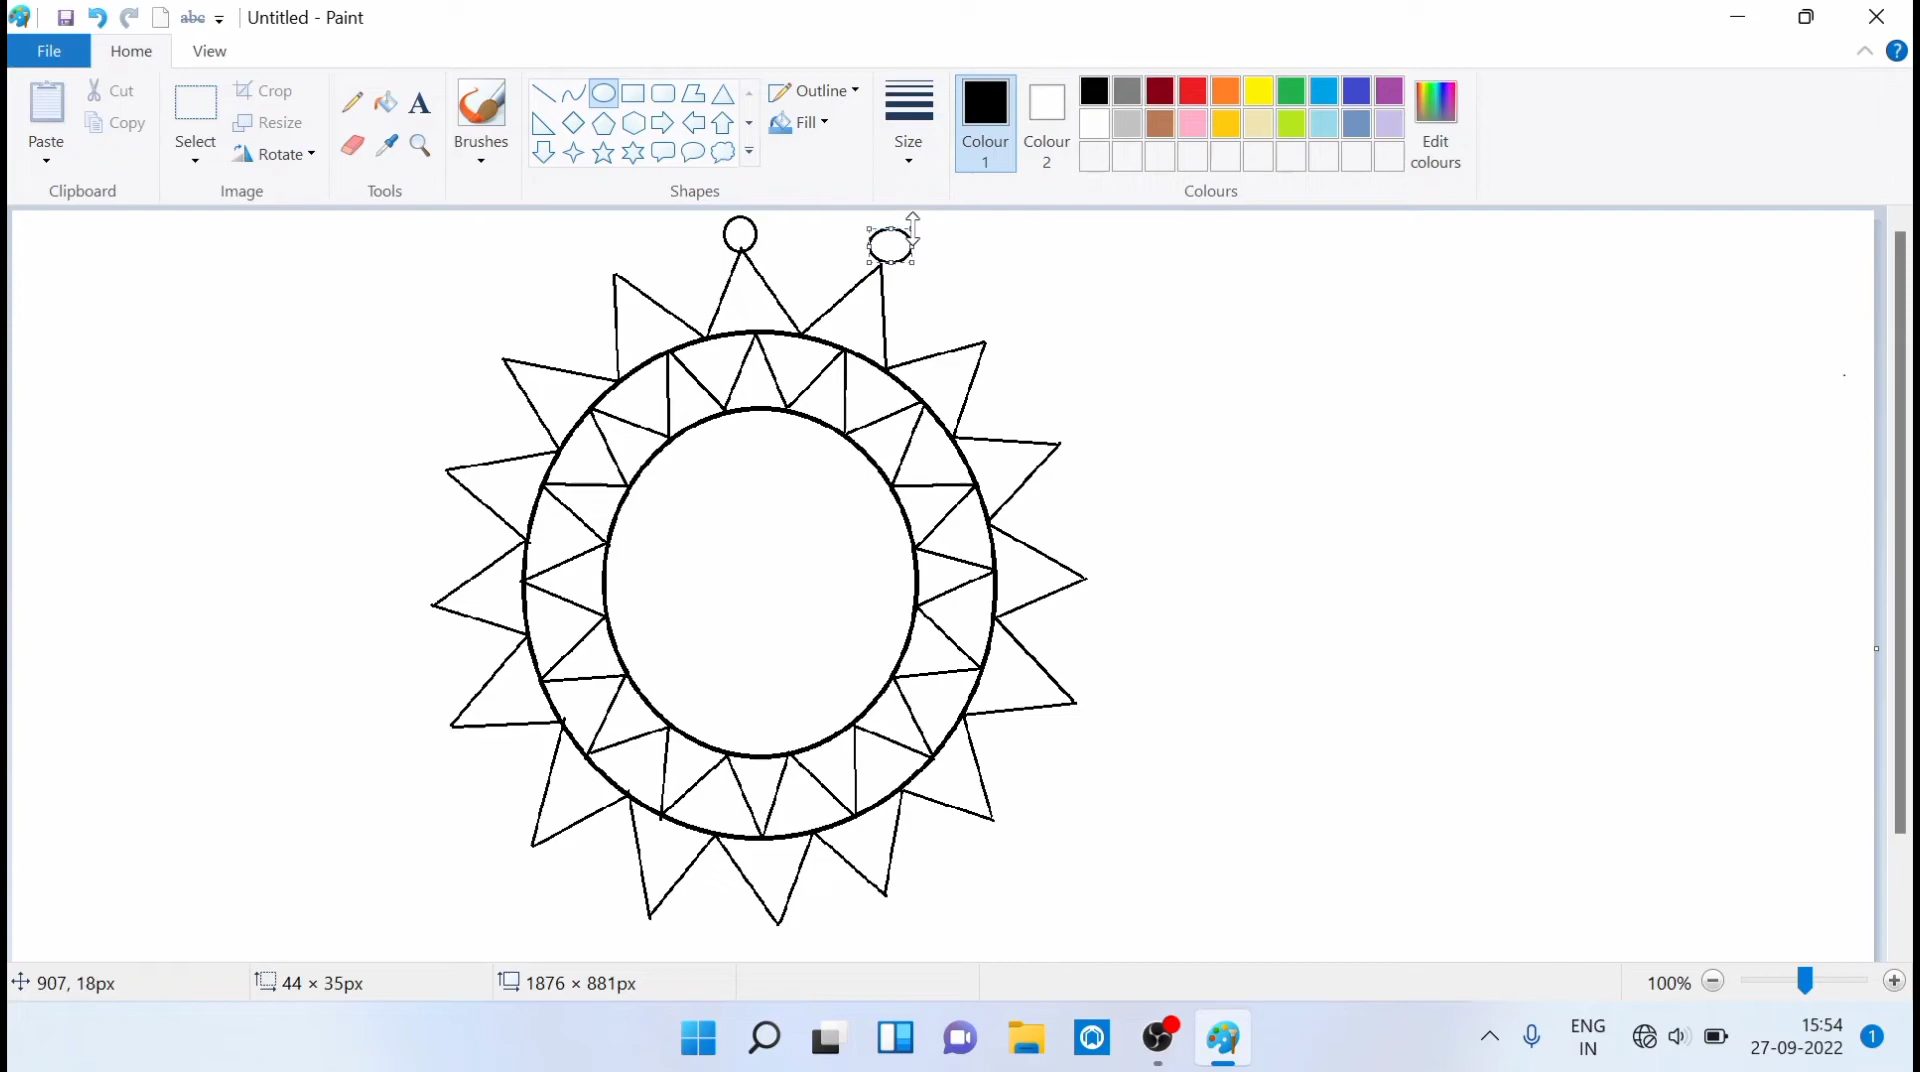 abc Untitled - Paint
File Home View ?
Paste Cut Copy
Select Crop Resize Rotate
A
Brushes
Outline Fill
Size
Colour 1 Colour 2
Edit colours
Clipboard Image Tools Shapes Colours
907, 18px 44 × 35px 1876 × 881px 100%
ENG IN
15:54
27-09-2022
1